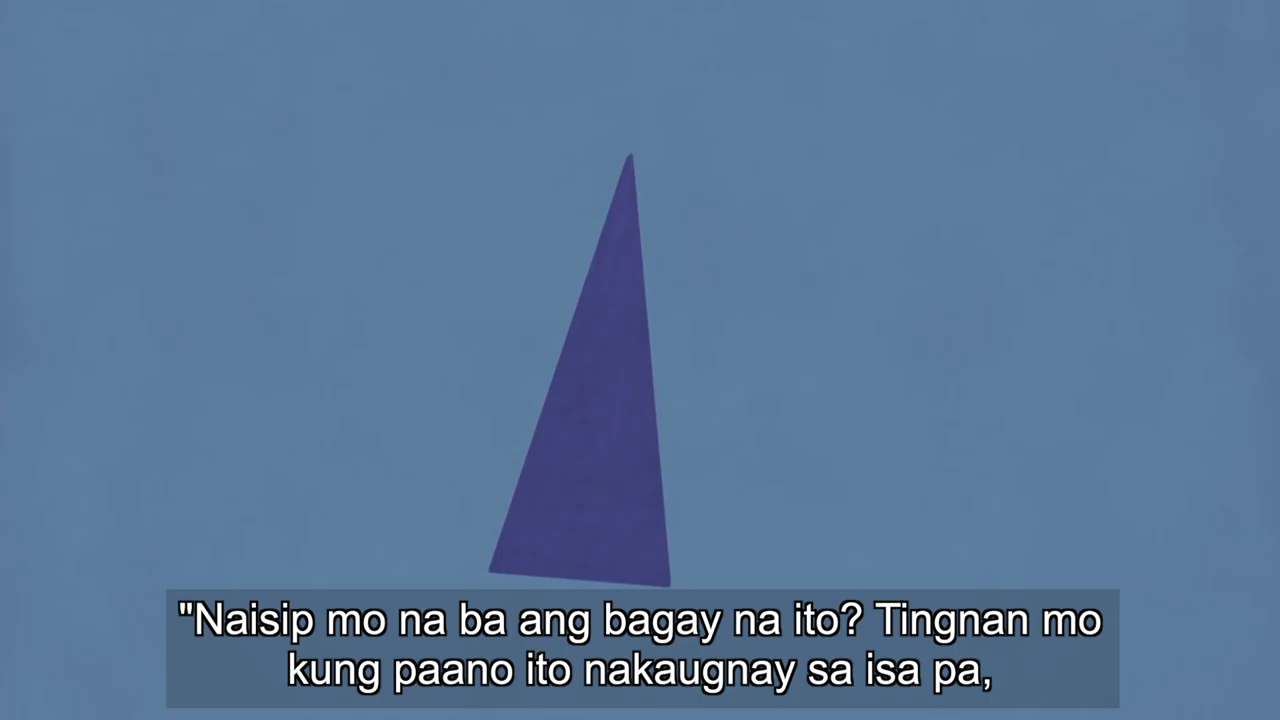 "Naisip mo na ba ang bagay na ito? Tingnan mo
kung paano ito nakaugnay sa isa pa,